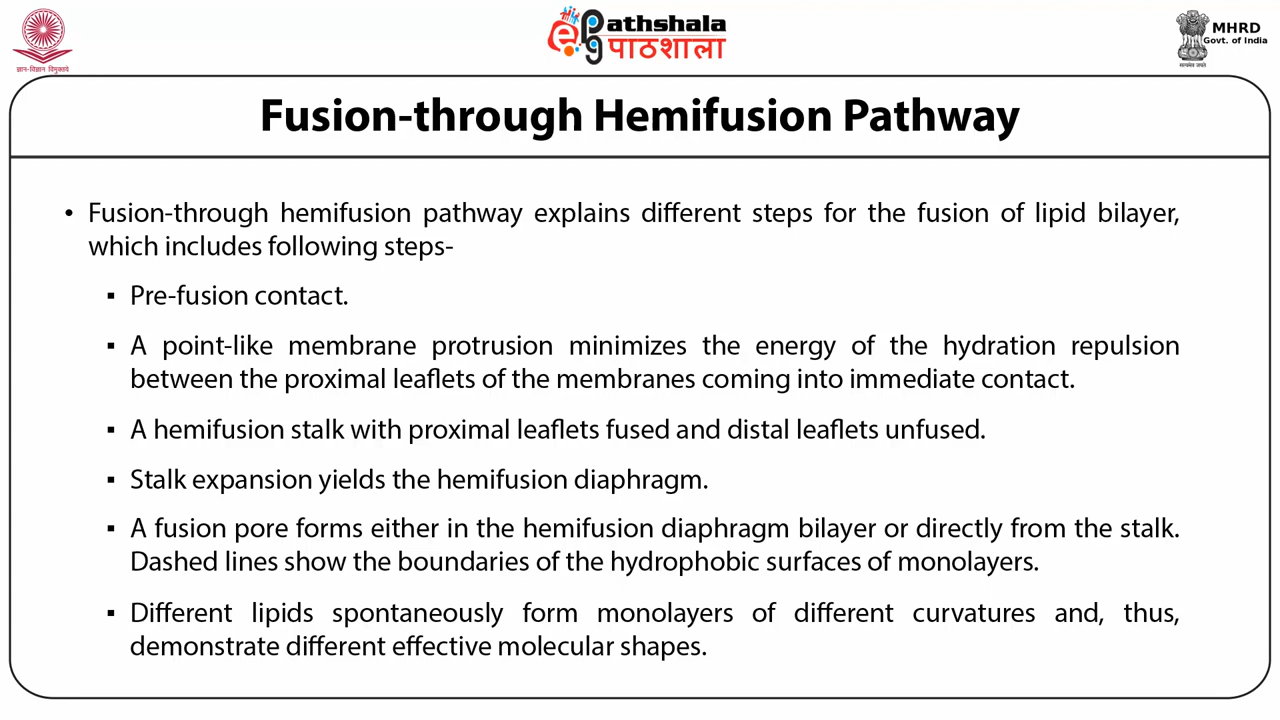 ज्ञान-विज्ञान विमुक्तये
ePathshala
पाठशाला
MHRD
Govt. of India
सत्यमेव जयते
Fusion-through Hemifusion Pathway
• Fusion-through hemifusion pathway explains different steps for the fusion of lipid bilayer,
which includes following steps-
▪ Pre-fusion contact.
▪ A point-like membrane protrusion minimizes the energy of the hydration repulsion
between the proximal leaflets of the membranes coming into immediate contact.
▪ A hemifusion stalk with proximal leaflets fused and distal leaflets unfused.
▪ Stalk expansion yields the hemifusion diaphragm.
▪ A fusion pore forms either in the hemifusion diaphragm bilayer or directly from the stalk.
Dashed lines show the boundaries of the hydrophobic surfaces of monolayers.
▪ Different lipids spontaneously form monolayers of different curvatures and, thus,
demonstrate different effective molecular shapes.